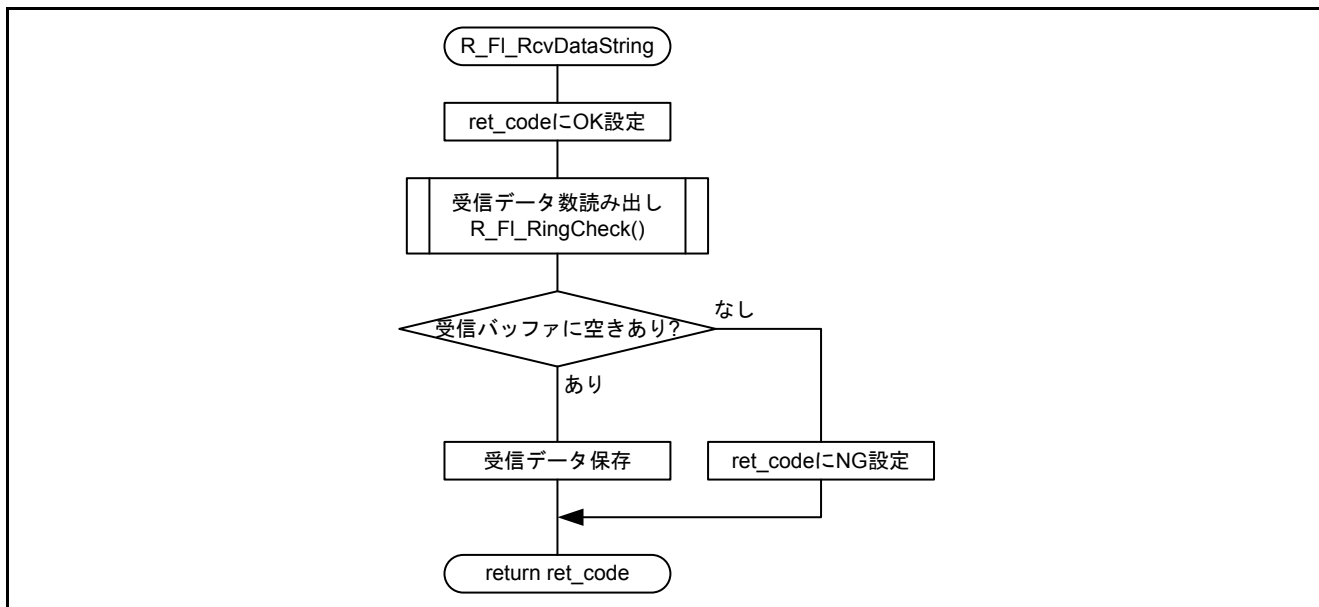 R_Fl_RcvDataString
ret_codeにOK設定
受信データ数読み出し
R_Fl_RingCheck()
受信バッファに空きあり?
なし
あり
受信データ保存
ret_codeにNG設定
return ret_code